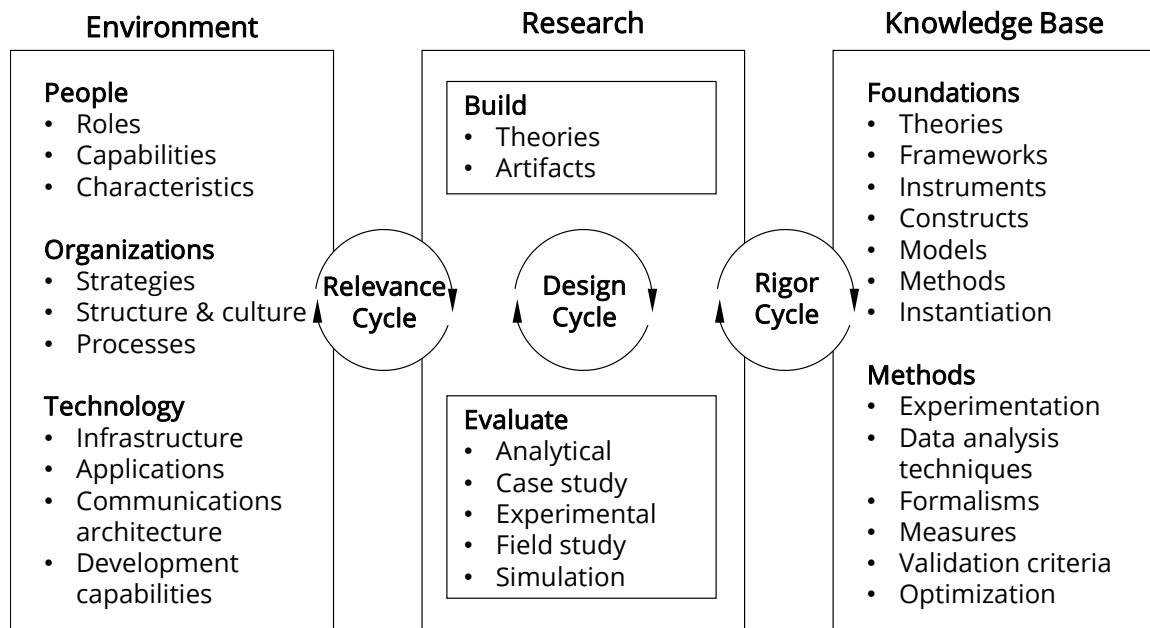 Environment
People
• Roles
• Capabilities
• Characteristics
Organizations
• Strategies
• Structure & culture
• Processes
Technology
• Infrastructure
• Applications
• Communications
architecture
• Development
capabilities
Relevance
Cycle
Research
Build
• Theories
• Artifacts
Design
Cycle
Evaluate
• Analytical
• Case study
• Experimental
• Field study
• Simulation
Rigor
Cycle
Knowledge Base
Foundations
• Theories
• Frameworks
• Instruments
• Constructs
• Models
• Methods
• Instantiation
Methods
• Experimentation
• Data analysis
techniques
• Formalisms
• Measures
• Validation criteria
• Optimization